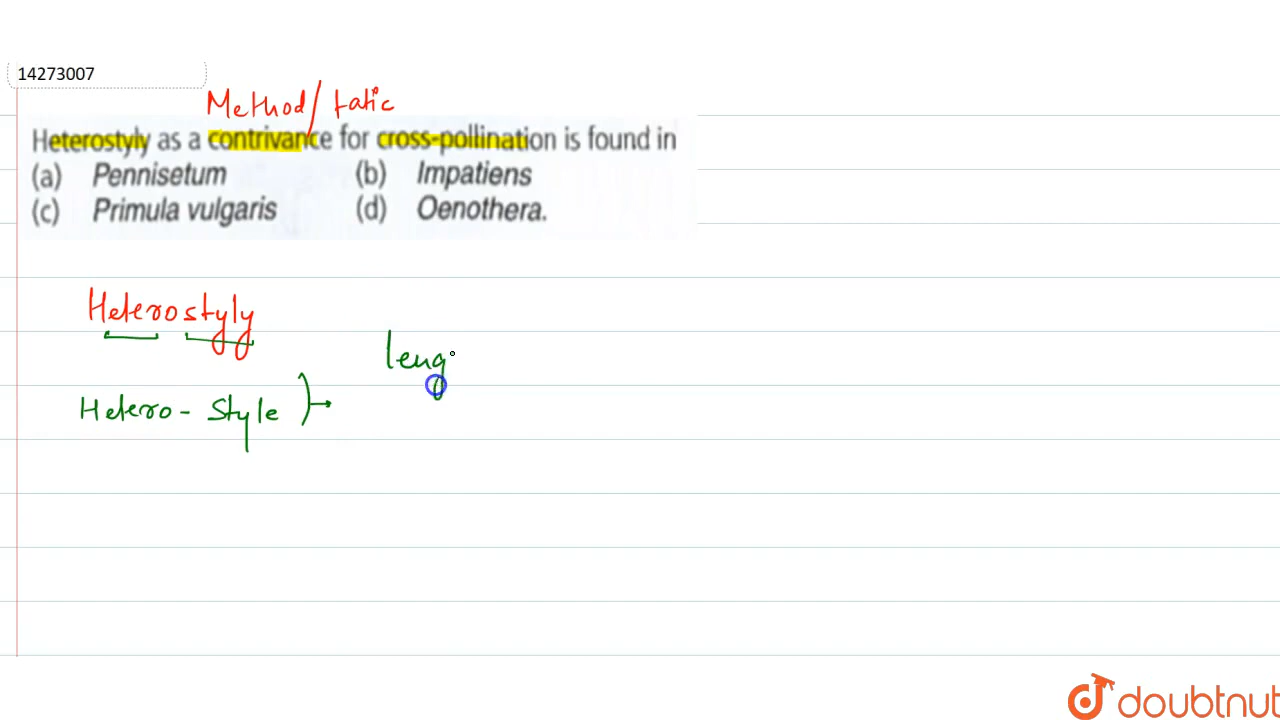 14273007
Method/ tatic
Heterostyly as a contrivance for cross-pollination is found in
(a) Pennisetum (b) Impatiens
(c) Primula vulgaris (d) Oenothera.
Heterostyly
leng
Hetero - Style
doubtnut